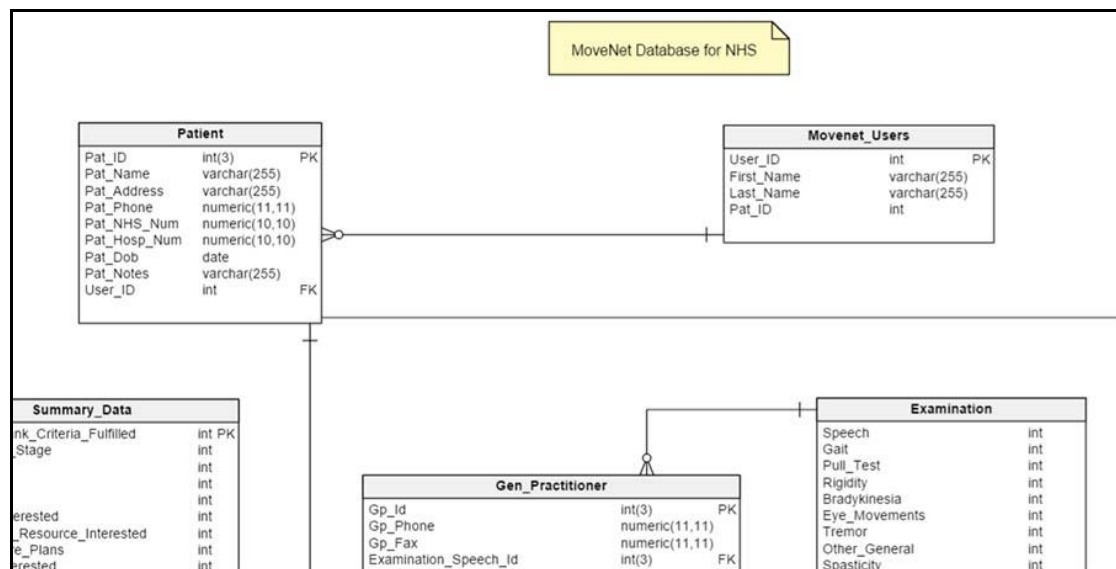 MoveNet Database for NHS
Patient
Pat_ID int(3) PK
Pat_Name varchar(255)
Pat_Address varchar(255)
Pat_Phone numeric(11,11)
Pat_NHS_Num numeric(10,10)
Pat_Hosp_Num numeric(10,10)
Pat_Dob date
Pat_Notes varchar(255)
User_ID int FK
Movenet_Users
User_ID int PK
First_Name varchar(255)
Last_Name varchar(255)
Pat_ID int
Summary_Data
nk_Criteria_Fulfilled int PK
_Stage int
int
int
int
erested int
_Resource_Interested int
e_Plans int
erested int
Gen_Practitioner
Gp_Id int(3) PK
Gp_Phone numeric(11,11)
Gp_Fax numeric(11,11)
Examination_Speech_Id int(3) FK
Examination
Speech int
Gait int
Pull_Test int
Rigidity int
Bradykinesia int
Eye_Movements int
Tremor int
Other_General int
Spasticity int